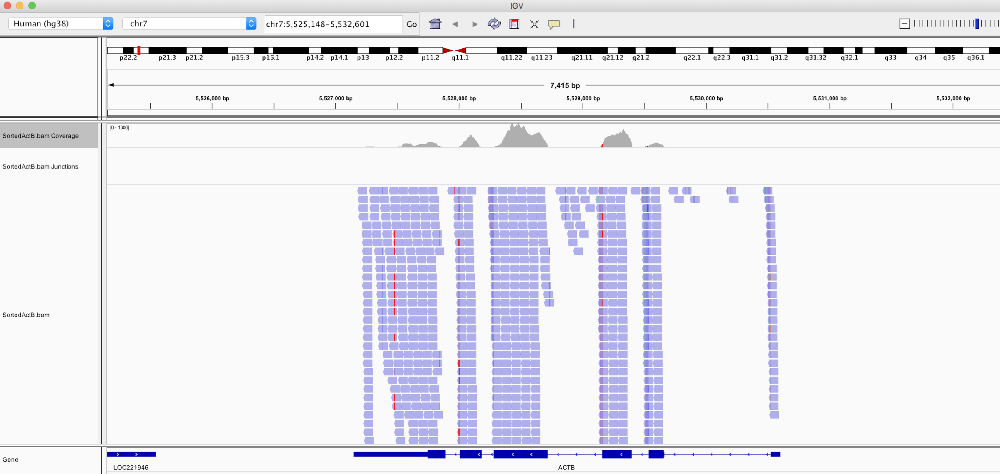 IGV
Human (hg38) chr7 chr7:5,525,148-5,532,601 Go
p22.2 p21.3 p21.2 p15.3 p15.1 p14.2 p14.1 p13 p12.2 p11.2 q11.1 q11.22 q11.23 q21.11 q21.12 q21.2 q22.1 q22.3 q31.1 q31.2 q31.32 q32.1 q33 q34 q35 q36.1
7,415 bp
5,526,000 bp 5,527,000 bp 5,528,000 bp 5,529,000 bp 5,530,000 bp 5,531,000 bp 5,532,000 bp
[0 - 1306]
SortedActB.bam Coverage
SortedActB.bam Junctions
SortedActB.bam
Gene
LOC221946 ACTB